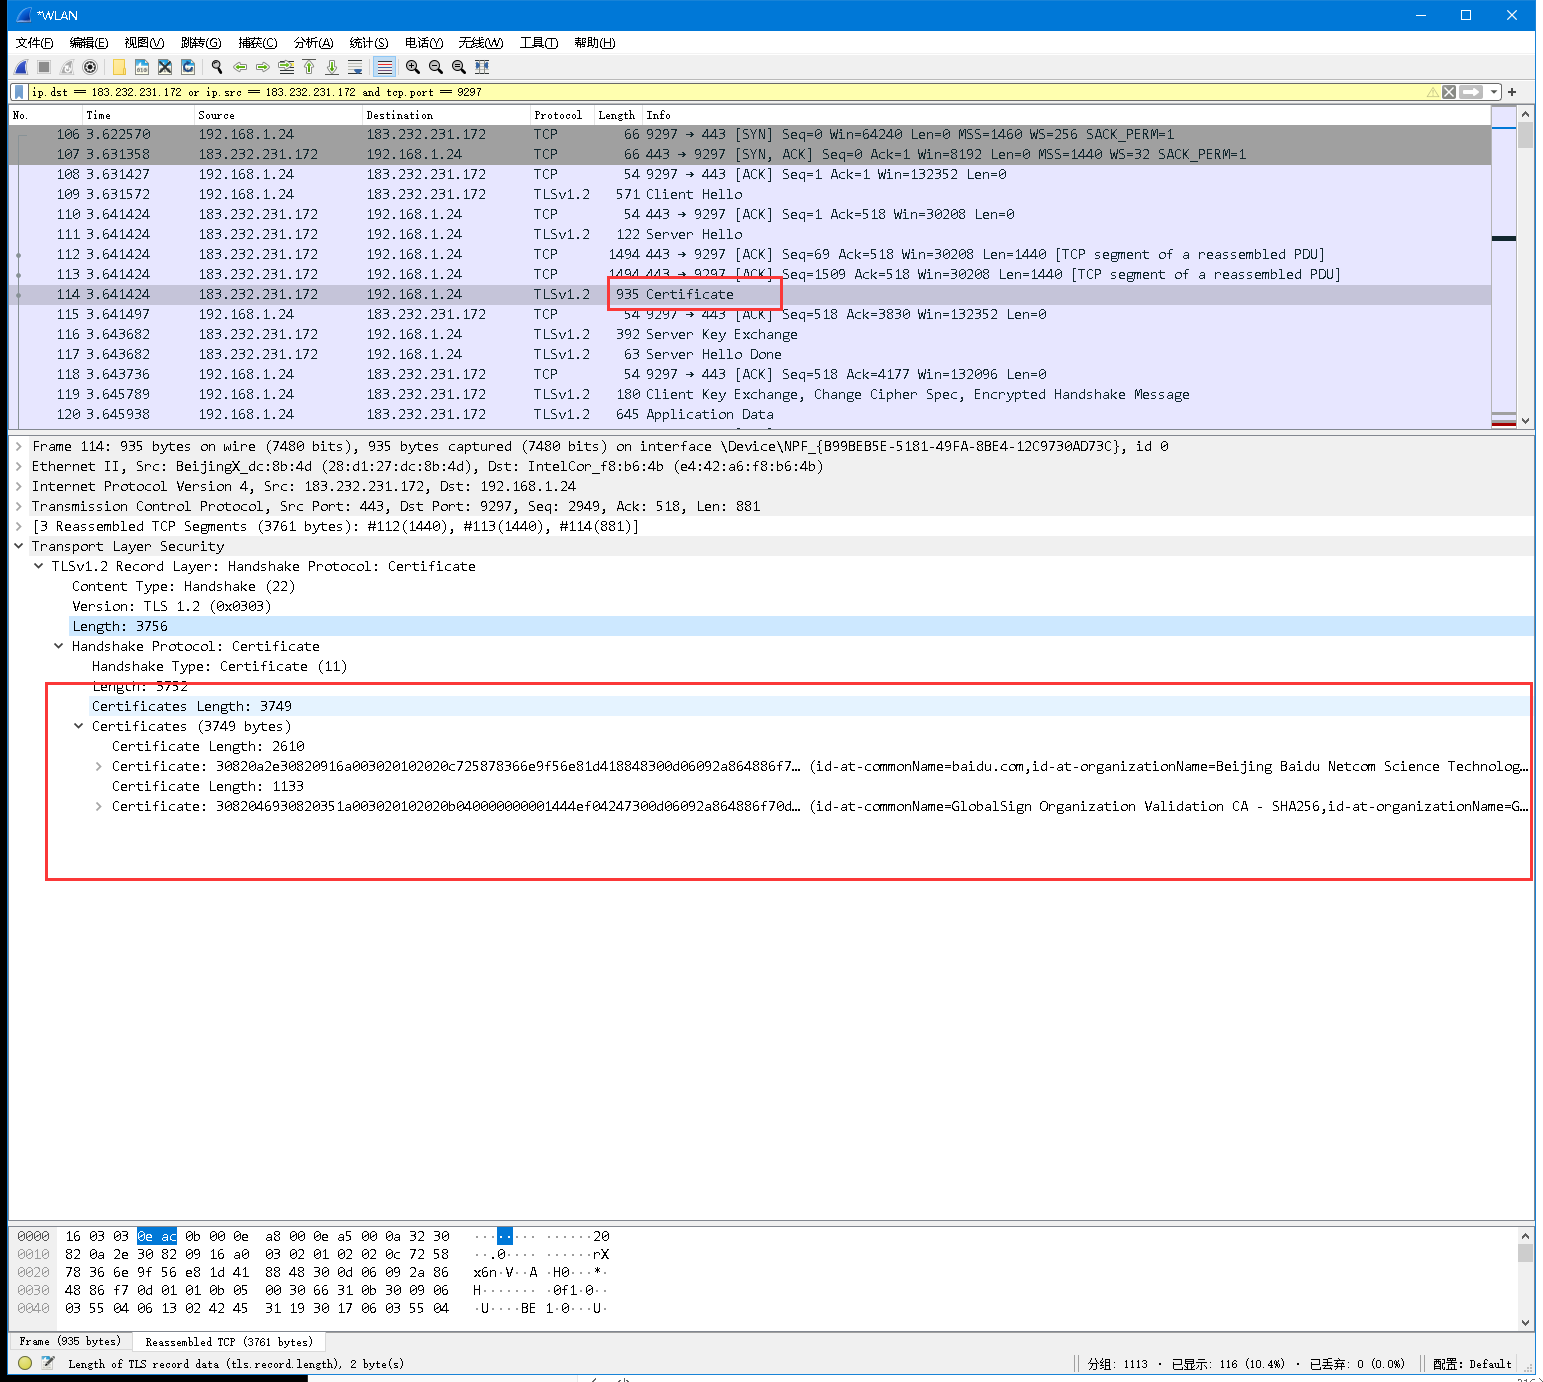 *WLAN
文件(F) 编辑(E) 视图(V) 跳转(G) 捕获(C) 分析(A) 统计(S) 电话(Y) 无线(W) 工具(T) 帮助(H)
ip.dst == 183.232.231.172 or ip.src == 183.232.231.172 and tcp.port == 9297
No. Time Source Destination Protocol Length Info
106 3.622570 192.168.1.24 183.232.231.172 TCP 66 9297 → 443 [SYN] Seq=0 Win=64240 Len=0 MSS=1460 WS=256 SACK_PERM=1
107 3.631358 183.232.231.172 192.168.1.24 TCP 66 443 → 9297 [SYN, ACK] Seq=0 Ack=1 Win=8192 Len=0 MSS=1440 WS=32 SACK_PERM=1
108 3.631427 192.168.1.24 183.232.231.172 TCP 54 9297 → 443 [ACK] Seq=1 Ack=1 Win=132352 Len=0
109 3.631572 192.168.1.24 183.232.231.172 TLSv1.2 571 Client Hello
110 3.641424 183.232.231.172 192.168.1.24 TCP 54 443 → 9297 [ACK] Seq=1 Ack=518 Win=30208 Len=0
111 3.641424 183.232.231.172 192.168.1.24 TLSv1.2 122 Server Hello
112 3.641424 183.232.231.172 192.168.1.24 TCP 1494 443 → 9297 [ACK] Seq=69 Ack=518 Win=30208 Len=1440 [TCP segment of a reassembled PDU]
113 3.641424 183.232.231.172 192.168.1.24 TCP 1494 443 → 9297 [ACK] Seq=1509 Ack=518 Win=30208 Len=1440 [TCP segment of a reassembled PDU]
114 3.641424 183.232.231.172 192.168.1.24 TLSv1.2 935 Certificate
115 3.641497 192.168.1.24 183.232.231.172 TCP 54 9297 → 443 [ACK] Seq=518 Ack=3830 Win=132352 Len=0
116 3.643682 183.232.231.172 192.168.1.24 TLSv1.2 392 Server Key Exchange
117 3.643682 183.232.231.172 192.168.1.24 TLSv1.2 63 Server Hello Done
118 3.643736 192.168.1.24 183.232.231.172 TCP 54 9297 → 443 [ACK] Seq=518 Ack=4177 Win=132096 Len=0
119 3.645789 192.168.1.24 183.232.231.172 TLSv1.2 180 Client Key Exchange, Change Cipher Spec, Encrypted Handshake Message
120 3.645938 192.168.1.24 183.232.231.172 TLSv1.2 645 Application Data
Frame 114: 935 bytes on wire (7480 bits), 935 bytes captured (7480 bits) on interface \Device\NPF_{B99BEB5E-5181-49FA-8BE4-12C9730AD73C}, id 0
Ethernet II, Src: BeijingX_dc:8b:4d (28:d1:27:dc:8b:4d), Dst: IntelCor_f8:b6:4b (e4:42:a6:f8:b6:4b)
Internet Protocol Version 4, Src: 183.232.231.172, Dst: 192.168.1.24
Transmission Control Protocol, Src Port: 443, Dst Port: 9297, Seq: 2949, Ack: 518, Len: 881
[3 Reassembled TCP Segments (3761 bytes): #112(1440), #113(1440), #114(881)]
Transport Layer Security
TLSv1.2 Record Layer: Handshake Protocol: Certificate
Content Type: Handshake (22)
Version: TLS 1.2 (0x0303)
Length: 3756
Handshake Protocol: Certificate
Handshake Type: Certificate (11)
Length: 3752
Certificates Length: 3749
Certificates (3749 bytes)
Certificate Length: 2610
Certificate: 30820a2e30820916a003020102020c725878366e9f56e81d418848300d06092a864886f7… (id-at-commonName=baidu.com,id-at-organizationName=Beijing Baidu Netcom Science Technolog…
Certificate Length: 1133
Certificate: 3082046930820351a003020102020b040000000001444ef04247300d06092a864886f70d… (id-at-commonName=GlobalSign Organization Validation CA - SHA256,id-at-organizationName=G…
0000 16 03 03 0e ac 0b 00 0e a8 00 0e a5 00 0a 32 30 ········ ······20
0010 82 0a 2e 30 82 09 16 a0 03 02 01 02 02 0c 72 58 ··.0···· ······rX
0020 78 36 6e 9f 56 e8 1d 41 88 48 30 0d 06 09 2a 86 x6n·V··A ·H0···*·
0030 48 86 f7 0d 01 01 0b 05 00 30 66 31 0b 30 09 06 H······· ·0f1·0··
0040 03 55 04 06 13 02 42 45 31 19 30 17 06 03 55 04 ·U····BE 1·0···U·
Frame (935 bytes) Reassembled TCP (3761 bytes)
Length of TLS record data (tls.record.length), 2 byte(s) 分组: 1113 · 已显示: 116 (10.4%) · 已丢弃: 0 (0.0%) 配置: Default